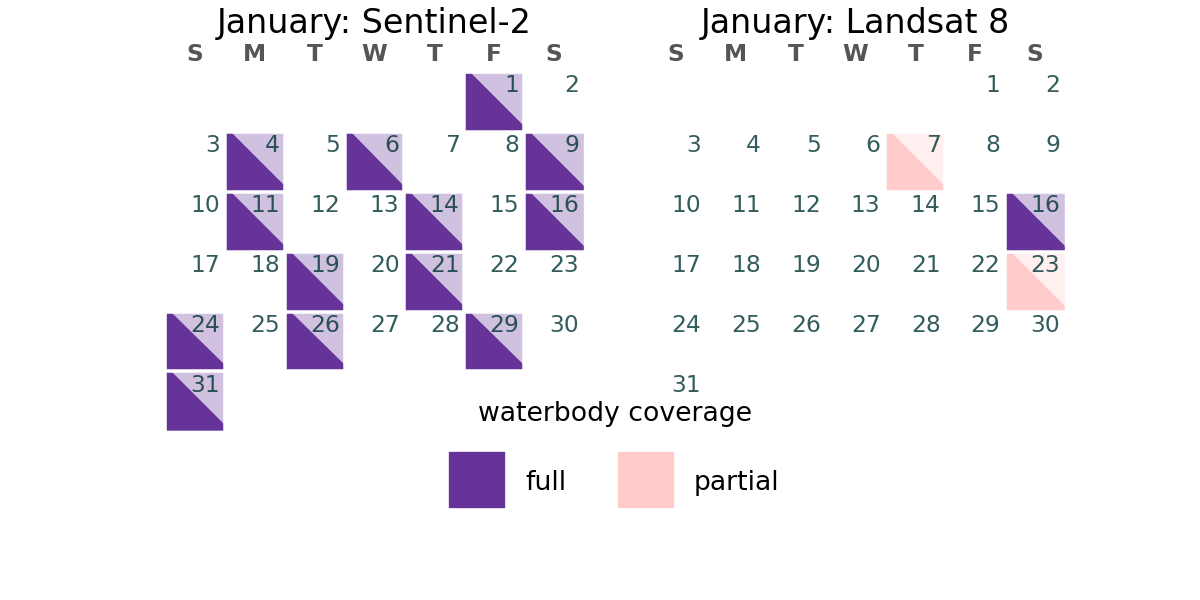 January: Sentinel-2
S M T W T F S
1 2
3 4 5 6 7 8 9
10 11 12 13 14 15 16
17 18 19 20 21 22 23
24 25 26 27 28 29 30
31
January: Landsat 8
S M T W T F S
1 2
3 4 5 6 7 8 9
10 11 12 13 14 15 16
17 18 19 20 21 22 23
24 25 26 27 28 29 30
31
waterbody coverage
full partial